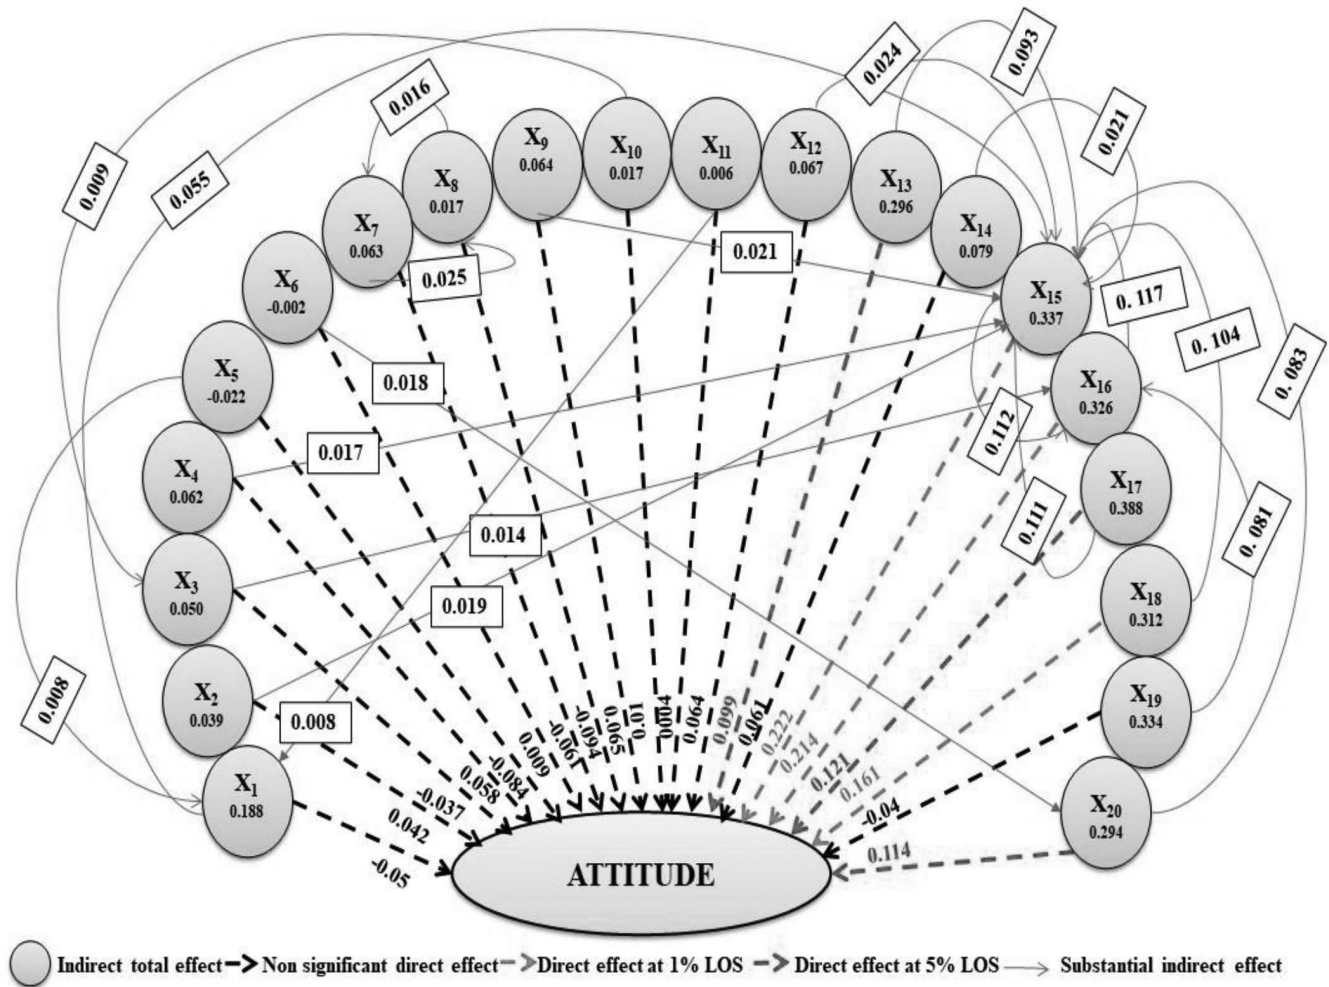 0.009
0.055
0.016
0.024
0.093
0.021
X9
0.064
X10
0.017
X11
0.006
X12
0.067
X8
0.017
X13
0.296
X7
0.063
X14
0.079
0.025
0.021
X6
-0.002
X15
0.337
0. 117
0. 104
0. 083
X5
-0.022
0.018
X16
0.326
0.112
X4
0.062
0.017
X17
0.388
0.111
0. 081
0.014
X3
0.050
0.019
X18
0.312
X2
0.039
0.008
0.008
X19
0.334
X1
0.188
X20
0.294
-0.05
0.042
-0.037
0.058
-0.084
0.009
-0.061
-0.094
0.065
0.01
0.004
0.064
0.099
0.061
0.222
0.214
0.121
0.161
-0.04
0.114
ATTITUDE
Indirect total effect Non significant direct effect Direct effect at 1% LOS Direct effect at 5% LOS Substantial indirect effect